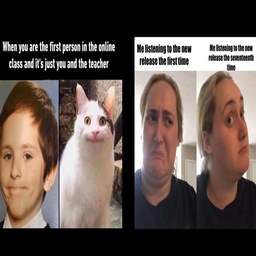 When you are the first person in the online
class and it's just you and the teacher
Me listening to the new
release the first time
Me listening to the new
release the seventeenth
time